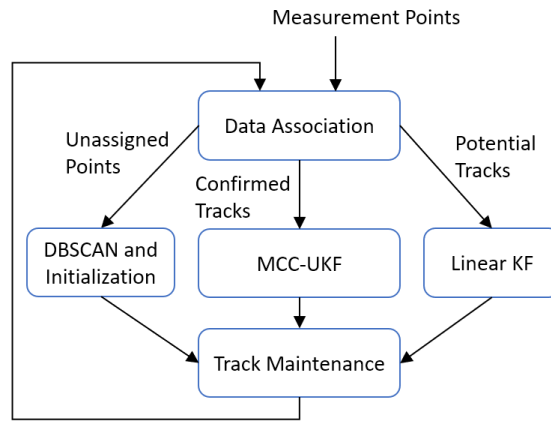 Measurement Points
Data Association
Unassigned
Points
Confirmed
Tracks
Potential
Tracks
DBSCAN and
Initialization
MCC-UKF
Linear KF
Track Maintenance